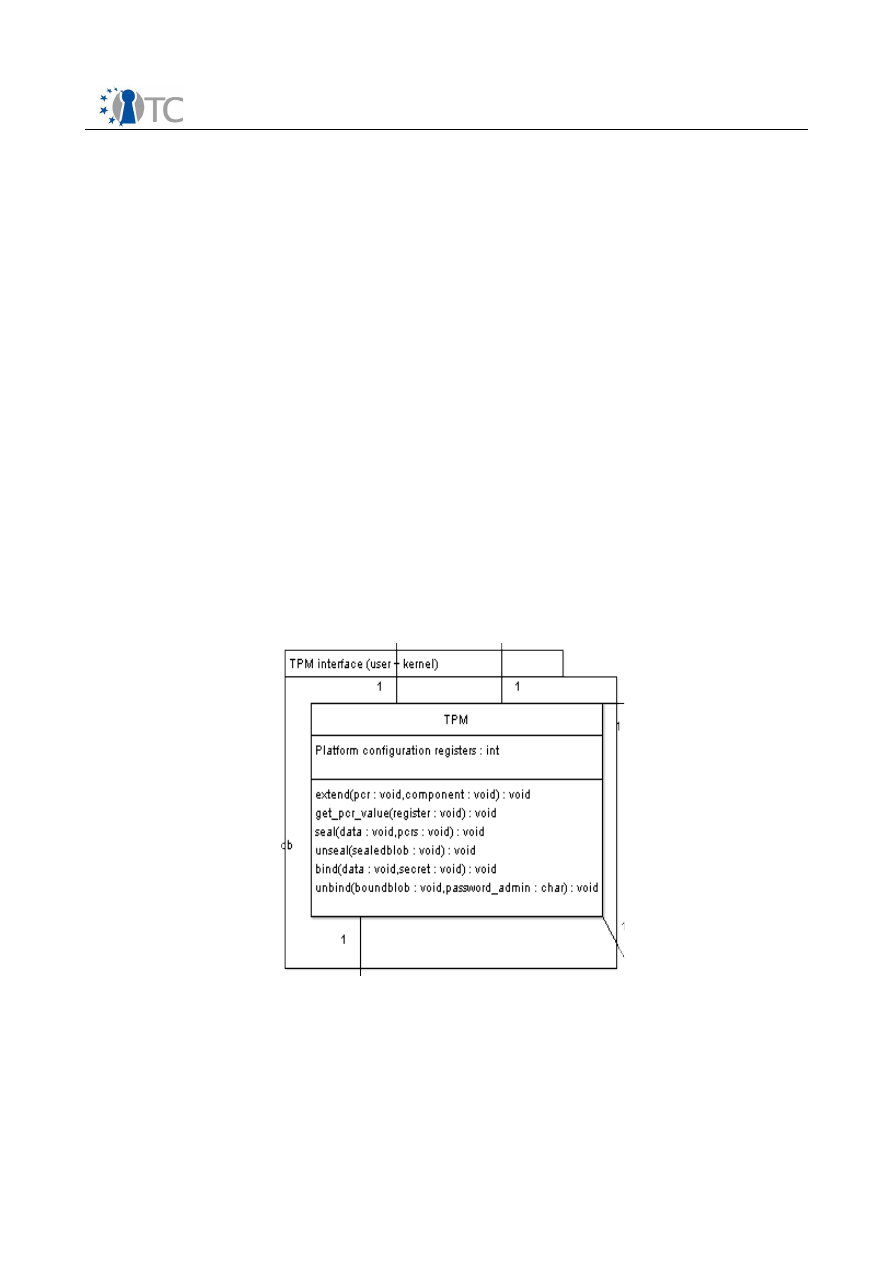 TC
TPM interface (user + kernel)
1
1
TPM
1
Platform configuration registers : int
extend(pcr : void,component : void) : void
get_pcr_value(register : void) : void
seal(data : void,pcrs : void) : void
unseal(sealedblob : void) : void
bind(data : void,secret : void) : void
unbind(boundblob : void,password_admin : char) : void
1
1